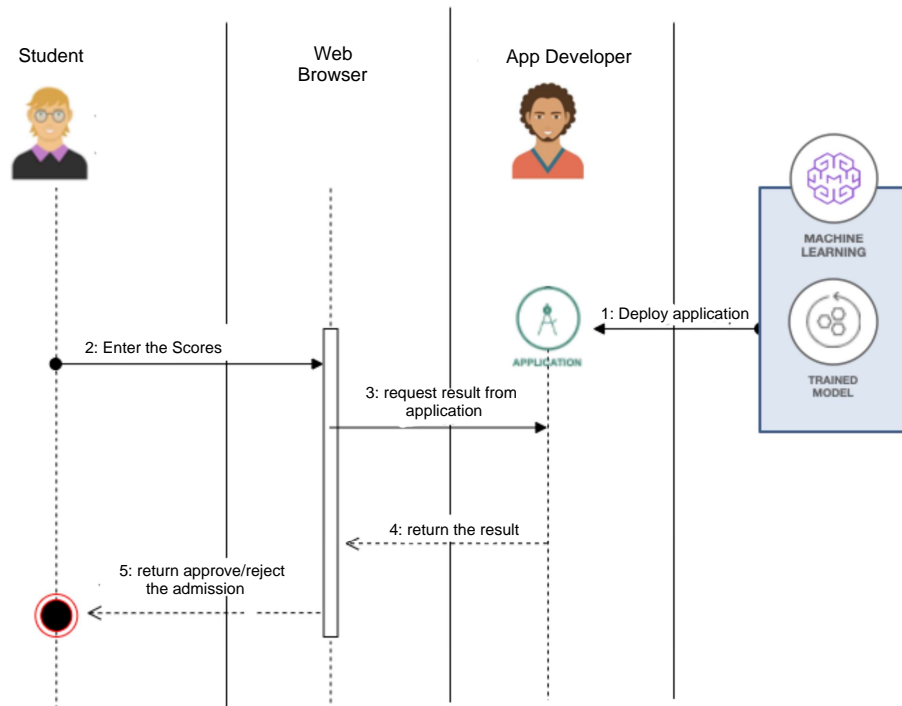 Student
Web
Browser
App Developer
MACHINE
LEARNING
1: Deploy application
APPLICATION
TRAINED
MODEL
2: Enter the Scores
3: request result from
application
4: return the result
5: return approve/reject
the admission